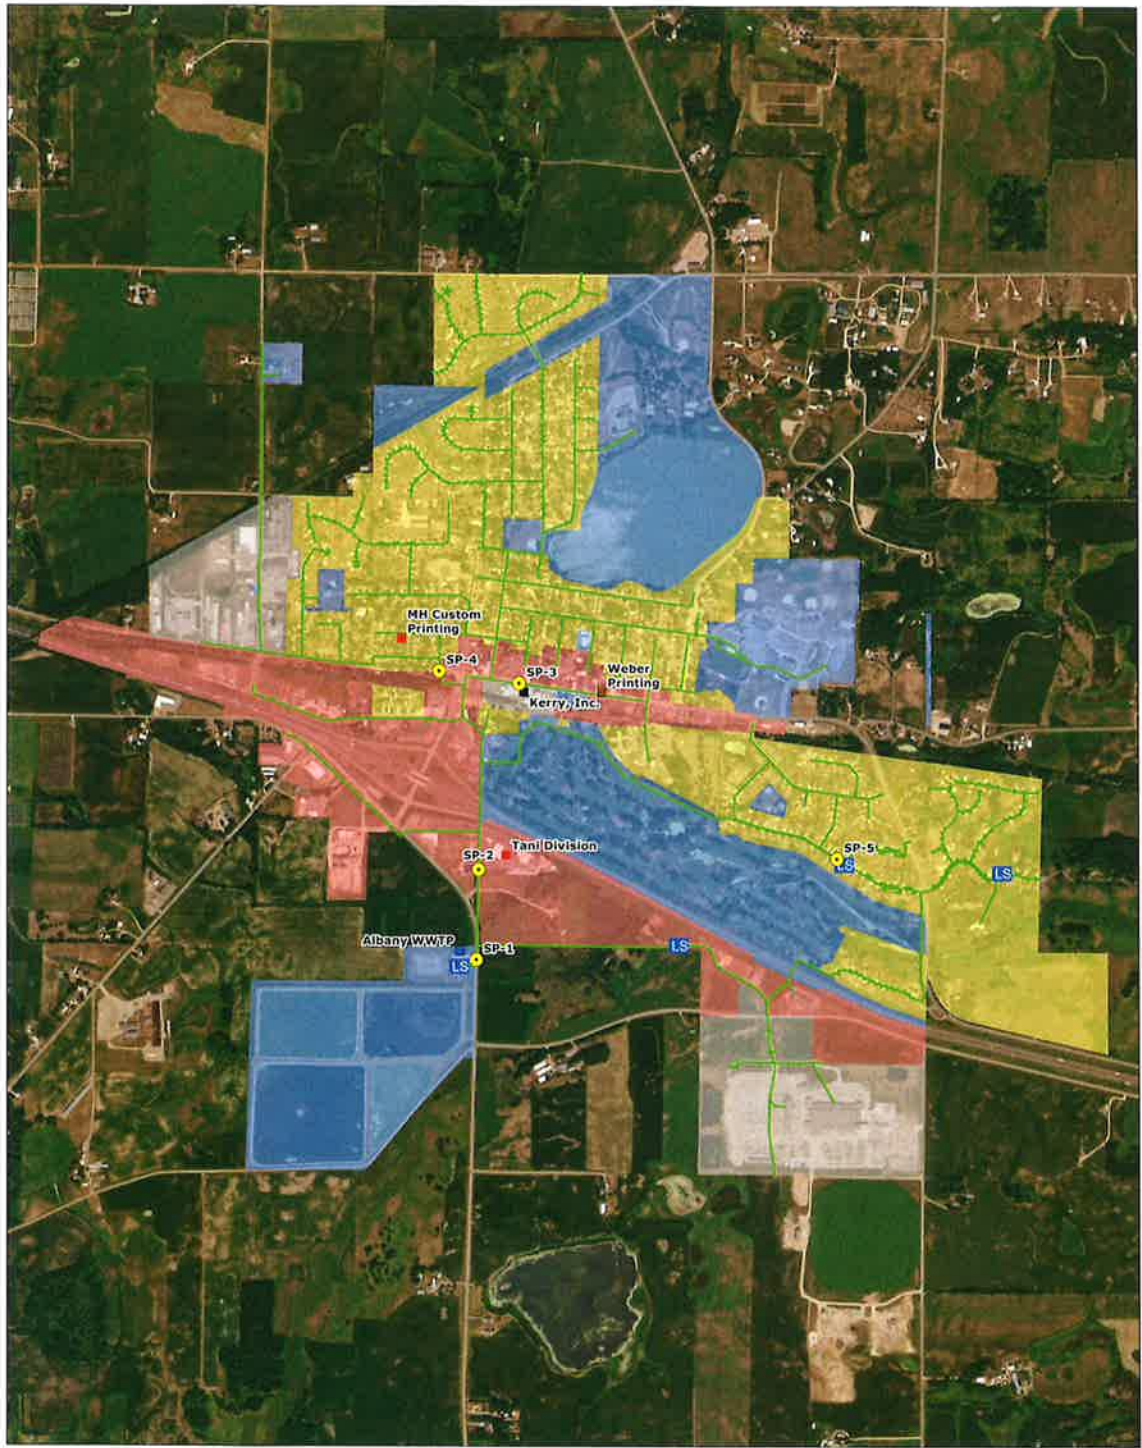 MH Custom
Printing
SP-4
SP-3
Weber
Printing
Kerry, Inc.
Tani Division
SP-2
SP-5
LS
LS
Albany WWTP
SP-1
LS
LS